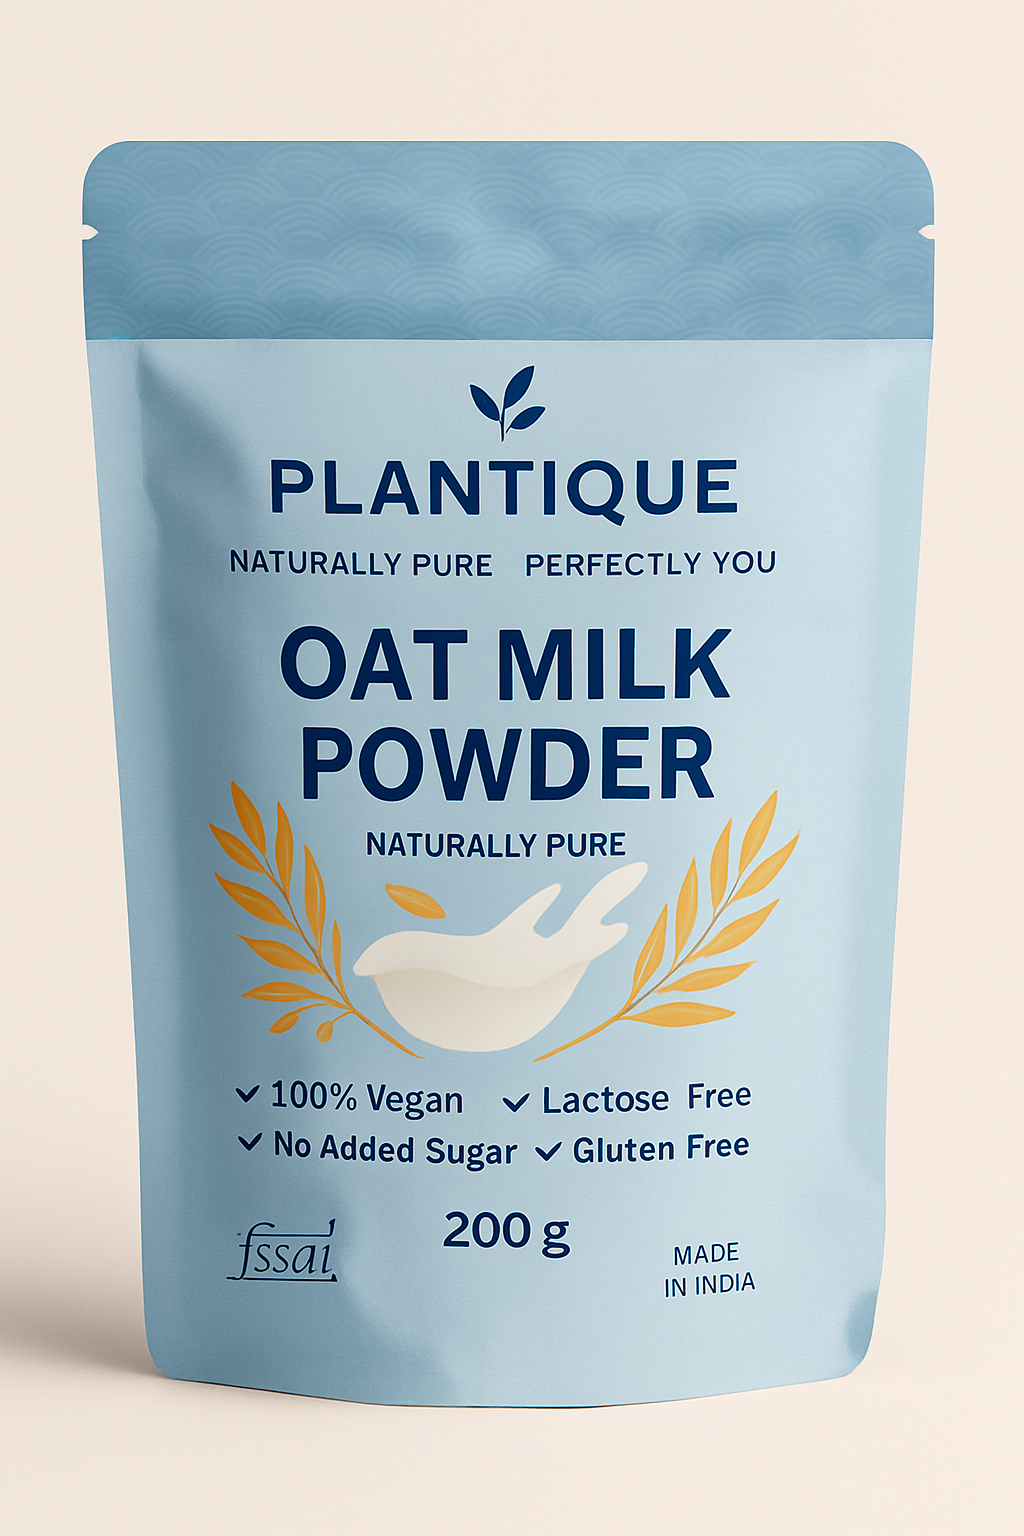 PLANTIQUE
NATURALLY PURE PERFECTLY YOU
OAT MILK
POWDER
NATURALLY PURE
✓ 100% Vegan ✓ Lactose Free
✓ No Added Sugar ✓ Gluten Free
fssai
200 g
MADE
IN INDIA